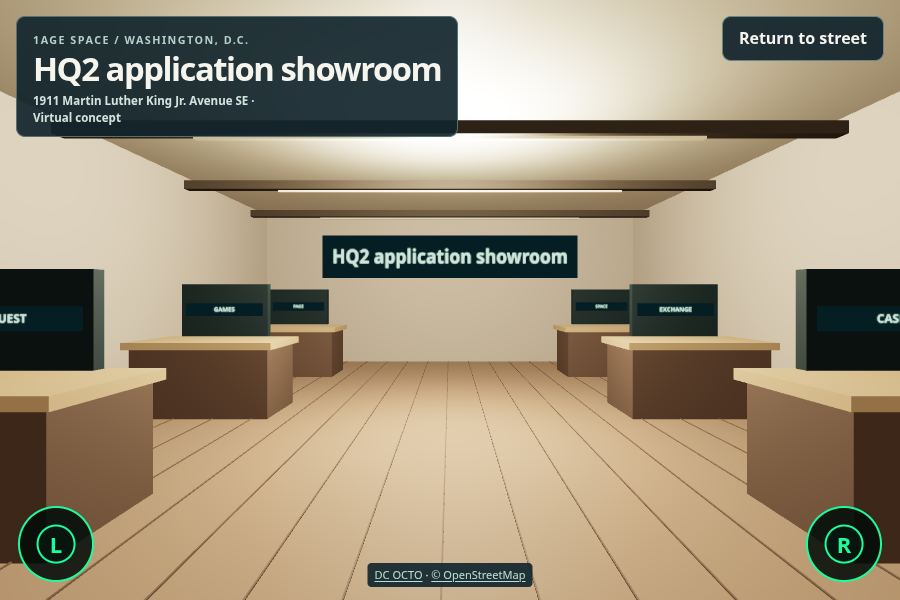 1AGE SPACE / WASHINGTON, D.C.
HQ2 application showroom
1911 Martin Luther King Jr. Avenue SE ·
Virtual concept
Return to street
HQ2 application showroom
UEST
GAMES
PAGE
SPACE
EXCHANGE
CAS
L
R
DC OCTO · © OpenStreetMap